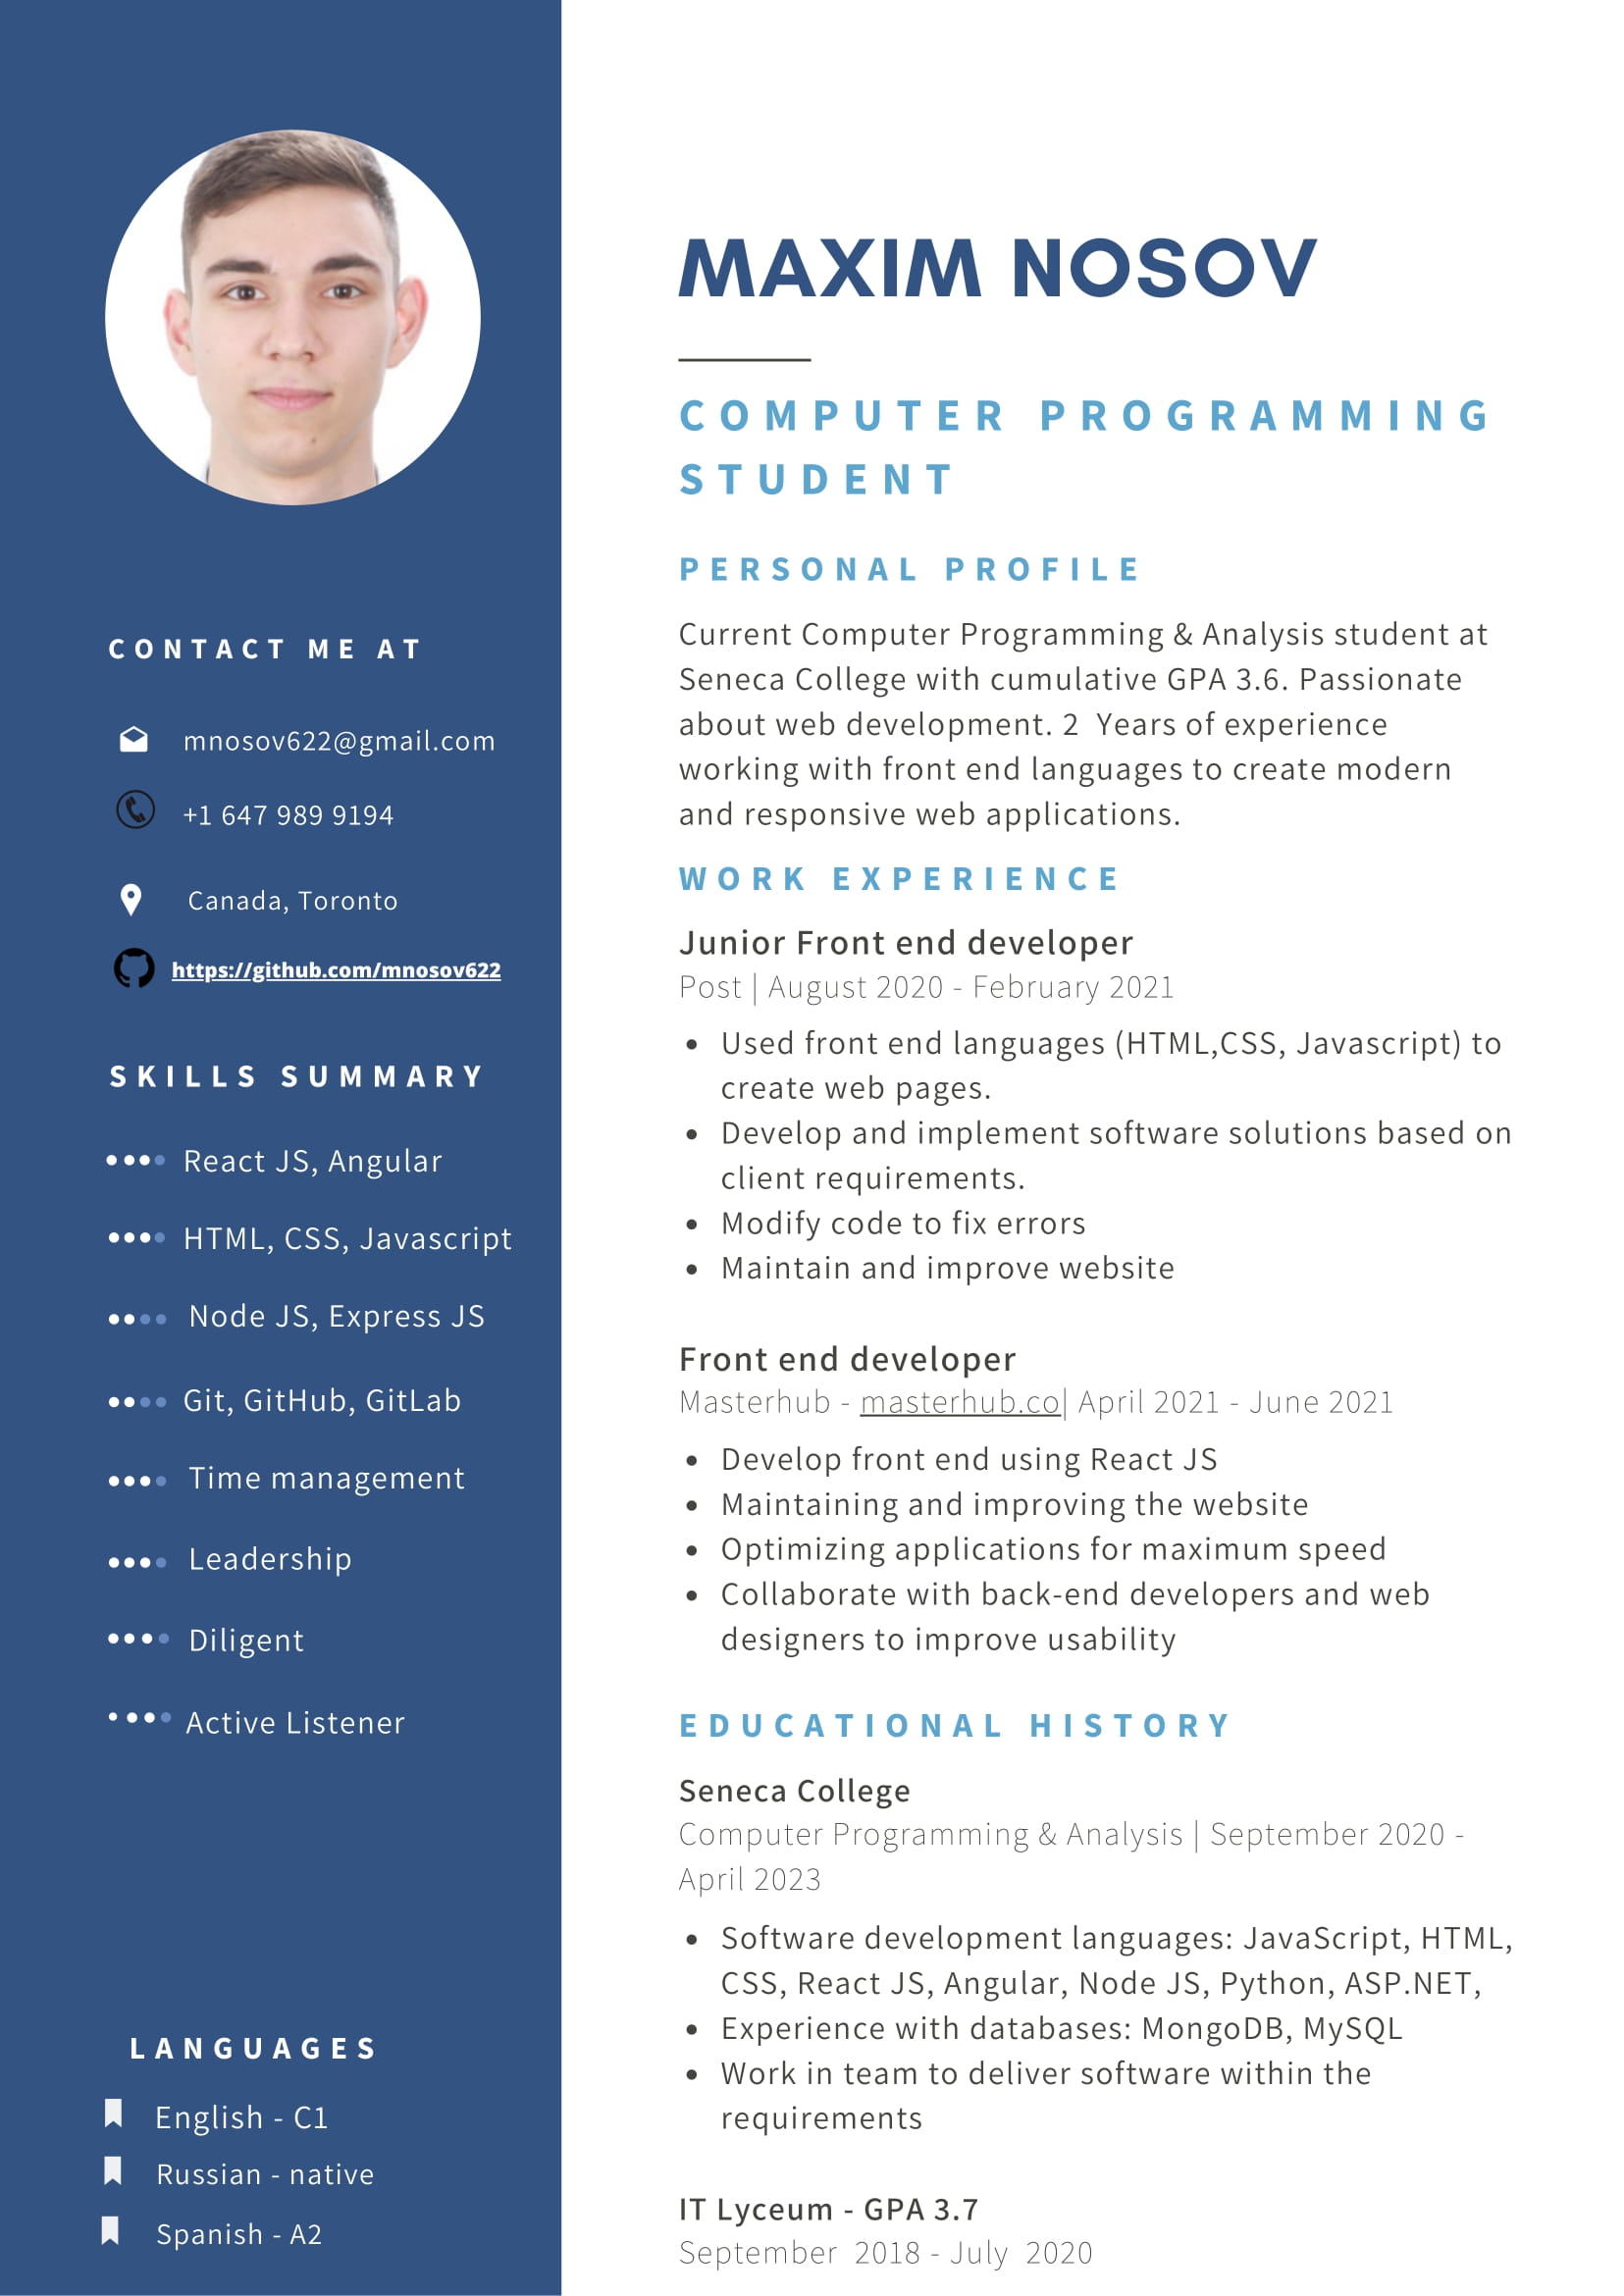 CONTACT ME AT
mnosov622@gmail.com
+1 647 989 9194
Canada, Toronto
https://github.com/mnosov622
SKILLS SUMMARY
React JS, Angular
HTML, CSS, Javascript
Node JS, Express JS
Git, GitHub, GitLab
Time management
Leadership
Diligent
Active Listener
LANGUAGES
English - C1
Russian - native
Spanish - A2
MAXIM NOSOV
COMPUTER PROGRAMMING
STUDENT
PERSONAL PROFILE
Current Computer Programming & Analysis student at
Seneca College with cumulative GPA 3.6. Passionate
about web development. 2  Years of experience
working with front end languages to create modern
and responsive web applications.
WORK EXPERIENCE
Junior Front end developer
Post | August 2020 - February 2021
• Used front end languages (HTML,CSS, Javascript) to
create web pages.
• Develop and implement software solutions based on
client requirements.
• Modify code to fix errors
• Maintain and improve website
Front end developer
Masterhub - masterhub.co| April 2021 - June 2021
• Develop front end using React JS
• Maintaining and improving the website
• Optimizing applications for maximum speed
• Collaborate with back-end developers and web
designers to improve usability
EDUCATIONAL HISTORY
Seneca College
Computer Programming & Analysis | September 2020 -
April 2023
• Software development languages: JavaScript, HTML,
CSS, React JS, Angular, Node JS, Python, ASP.NET,
• Experience with databases: MongoDB, MySQL
• Work in team to deliver software within the
requirements
IT Lyceum - GPA 3.7
September  2018 - July  2020